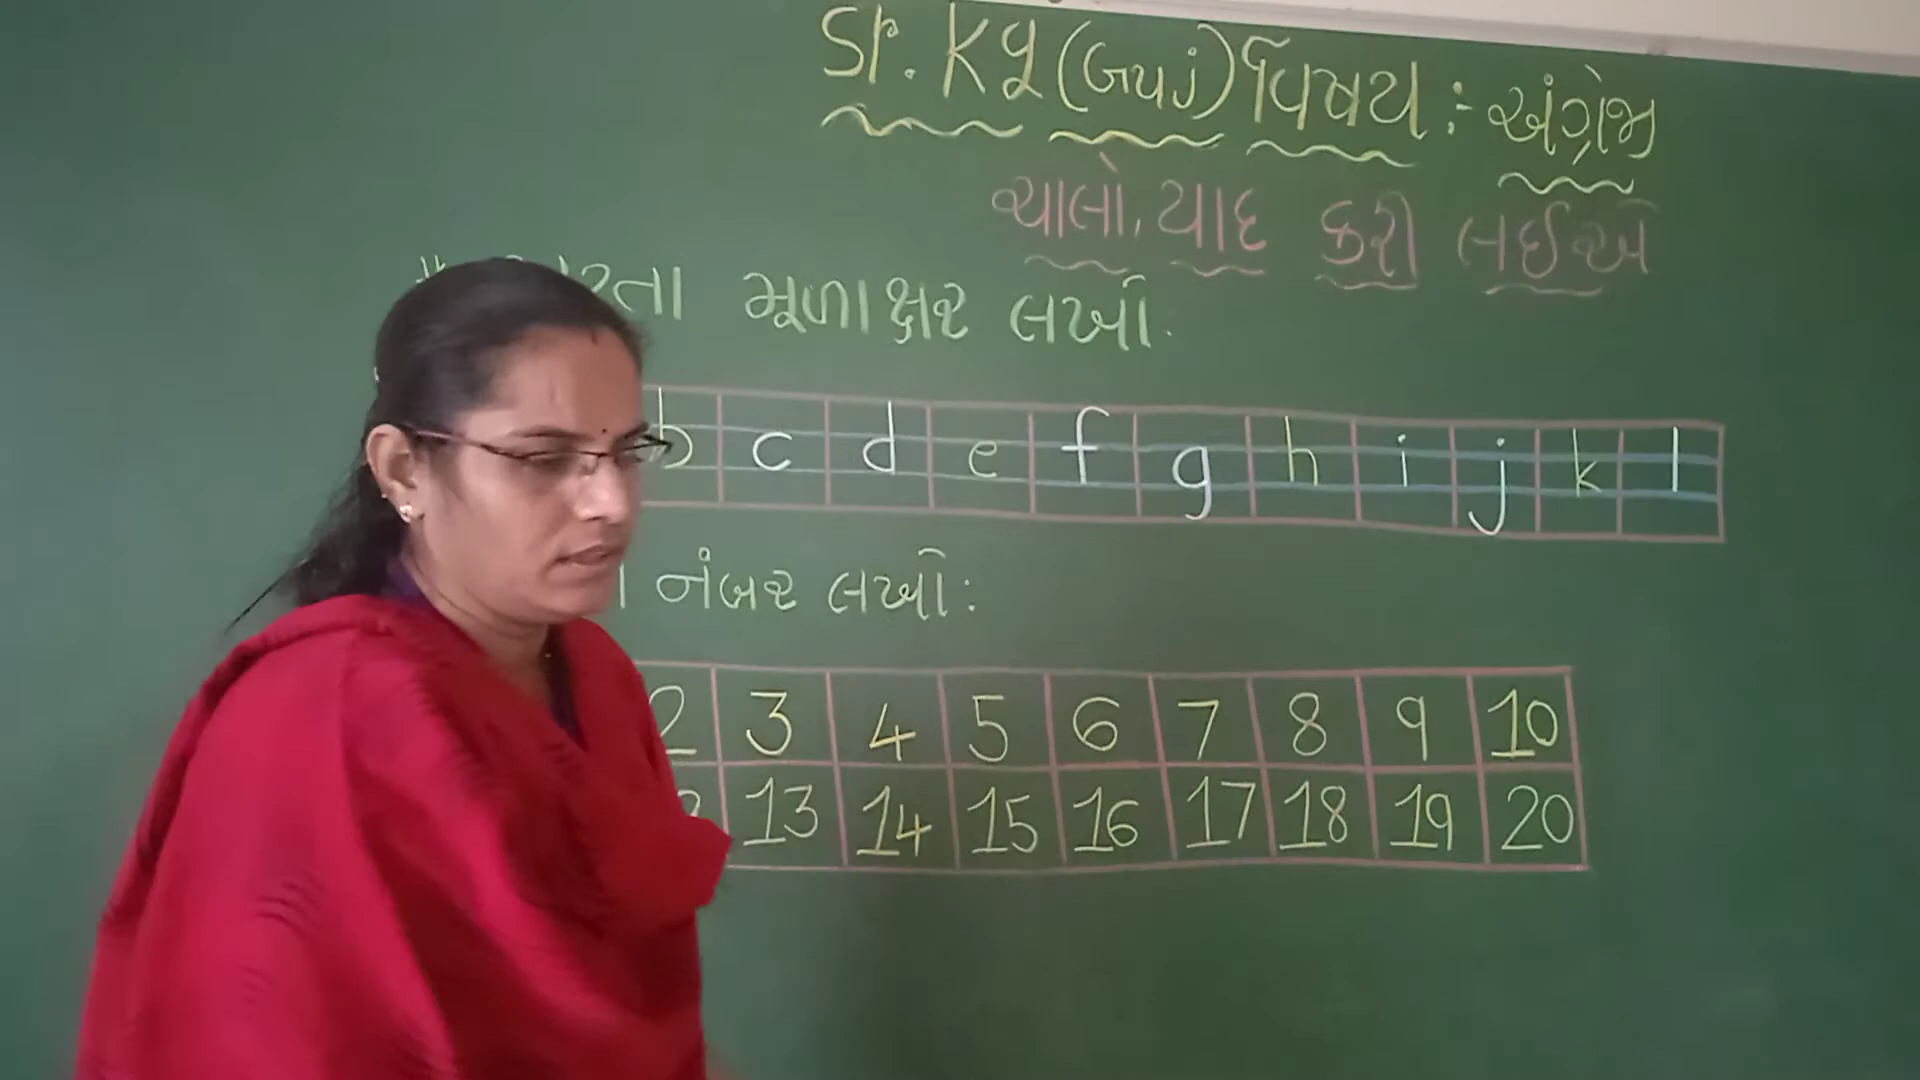 Sr. Kg (Guj) વિષય :- અંગ્રેજી
ચાલો, યાદ કરી લઈએ
મૂળાક્ષર લખો.
b c d e f g h i j k l
નંબર લખો:
2 3 4 5 6 7 8 9 10
13 14 15 16 17 18 19 20